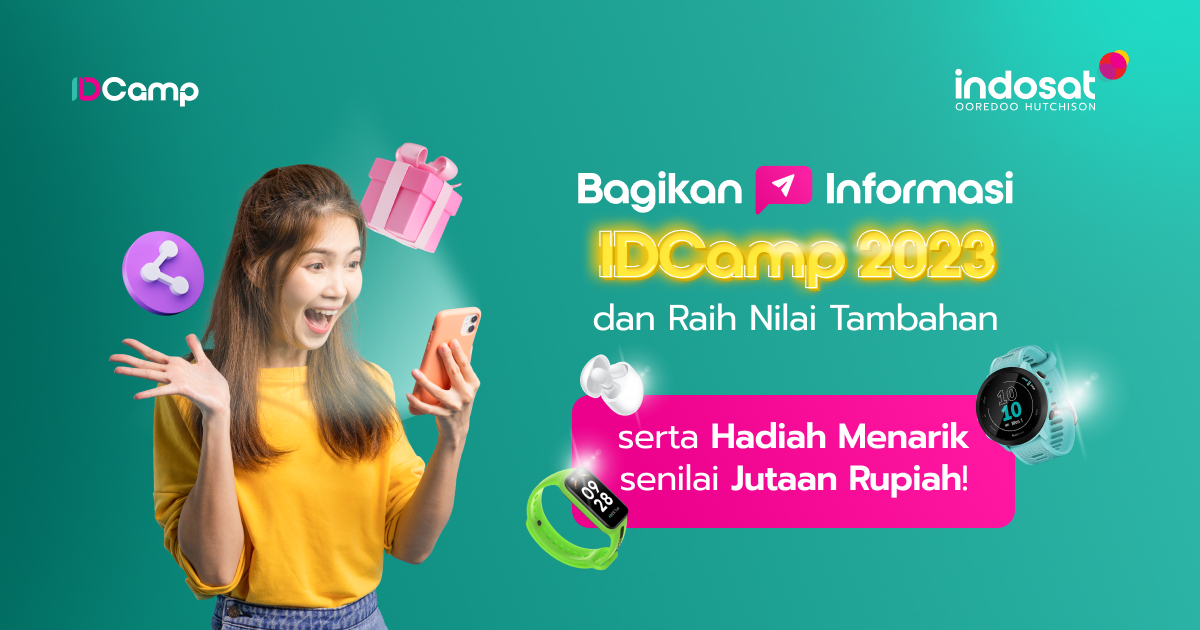 IDCamp
indosat
OOREDOO HUTCHISON
Bagikan Informasi
IDCamp 2023
dan Raih Nilai Tambahan
serta Hadiah Menarik
senilai Jutaan Rupiah!
10
10
09
28